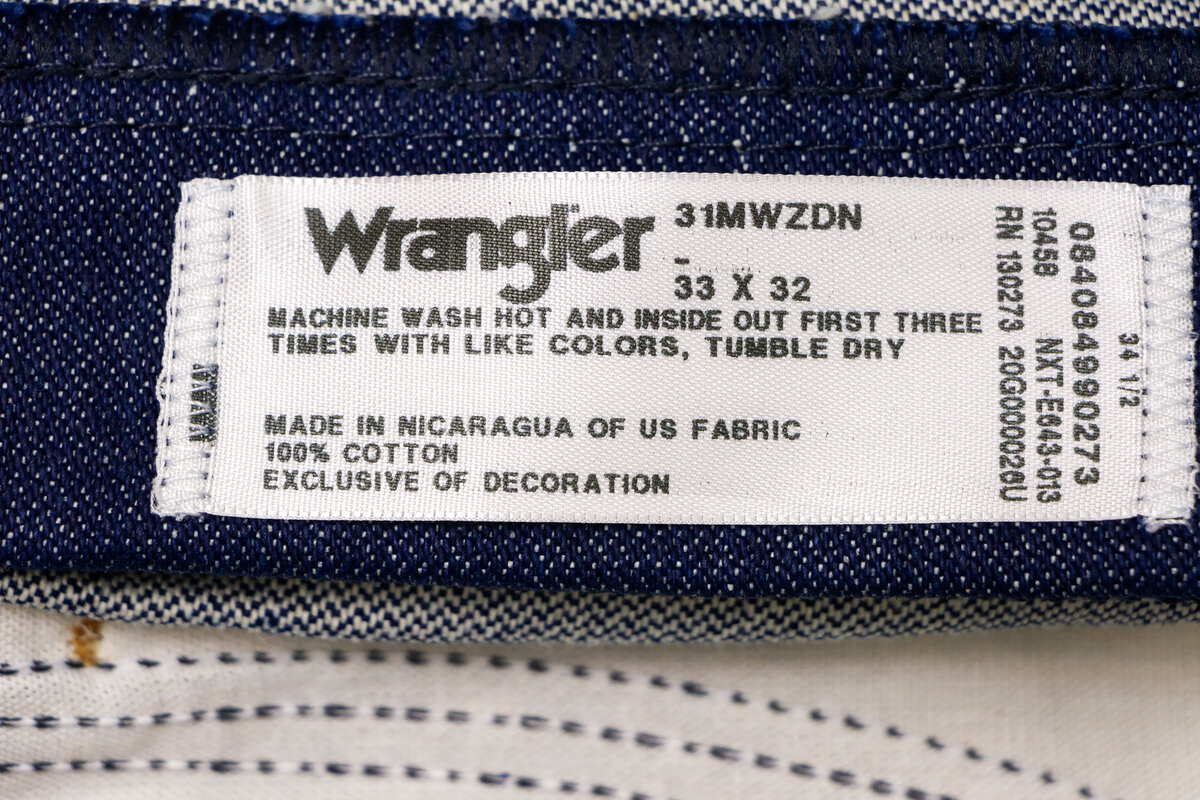 Wrangler
31MWZDN
-
33 X 32
MACHINE WASH HOT AND INSIDE OUT FIRST THREE
TIMES WITH LIKE COLORS, TUMBLE DRY
MADE IN NICARAGUA OF US FABRIC
100% COTTON
EXCLUSIVE OF DECORATION
34 1/2
084084990273
10458 NXT-E643-013
RN 130273 20G000026U